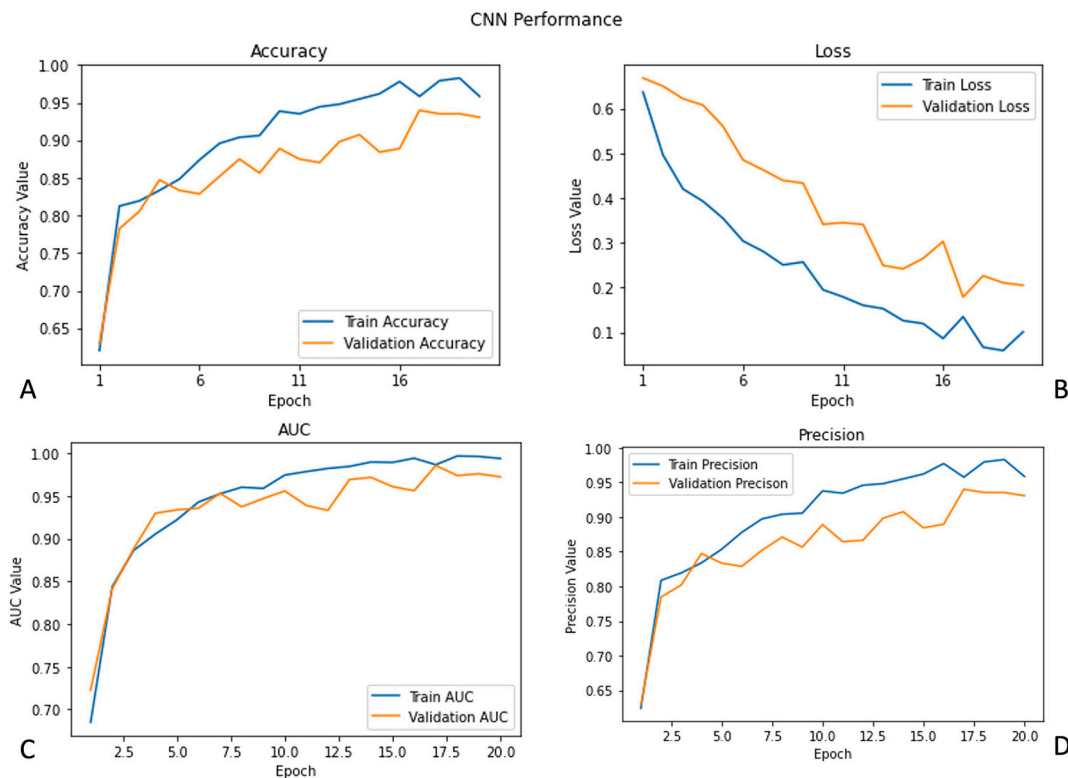 CNN Performance
Accuracy
1.00
0.95
0.90
0.85
0.80
0.75
0.70
0.65
Accuracy Value
Train Accuracy
Validation Accuracy
1 6 11 16
Epoch
A
Loss
0.6
0.5
0.4
0.3
0.2
0.1
Loss Value
Train Loss
Validation Loss
1 6 11 16
Epoch
B
AUC
1.00
0.95
0.90
0.85
0.80
0.75
0.70
AUC Value
Train AUC
Validation AUC
2.5 5.0 7.5 10.0 12.5 15.0 17.5 20.0
Epoch
C
Precision
1.00
0.95
0.90
0.85
0.80
0.75
0.70
0.65
Precision Value
Train Precision
Validation Precison
2.5 5.0 7.5 10.0 12.5 15.0 17.5 20.0
Epoch
D